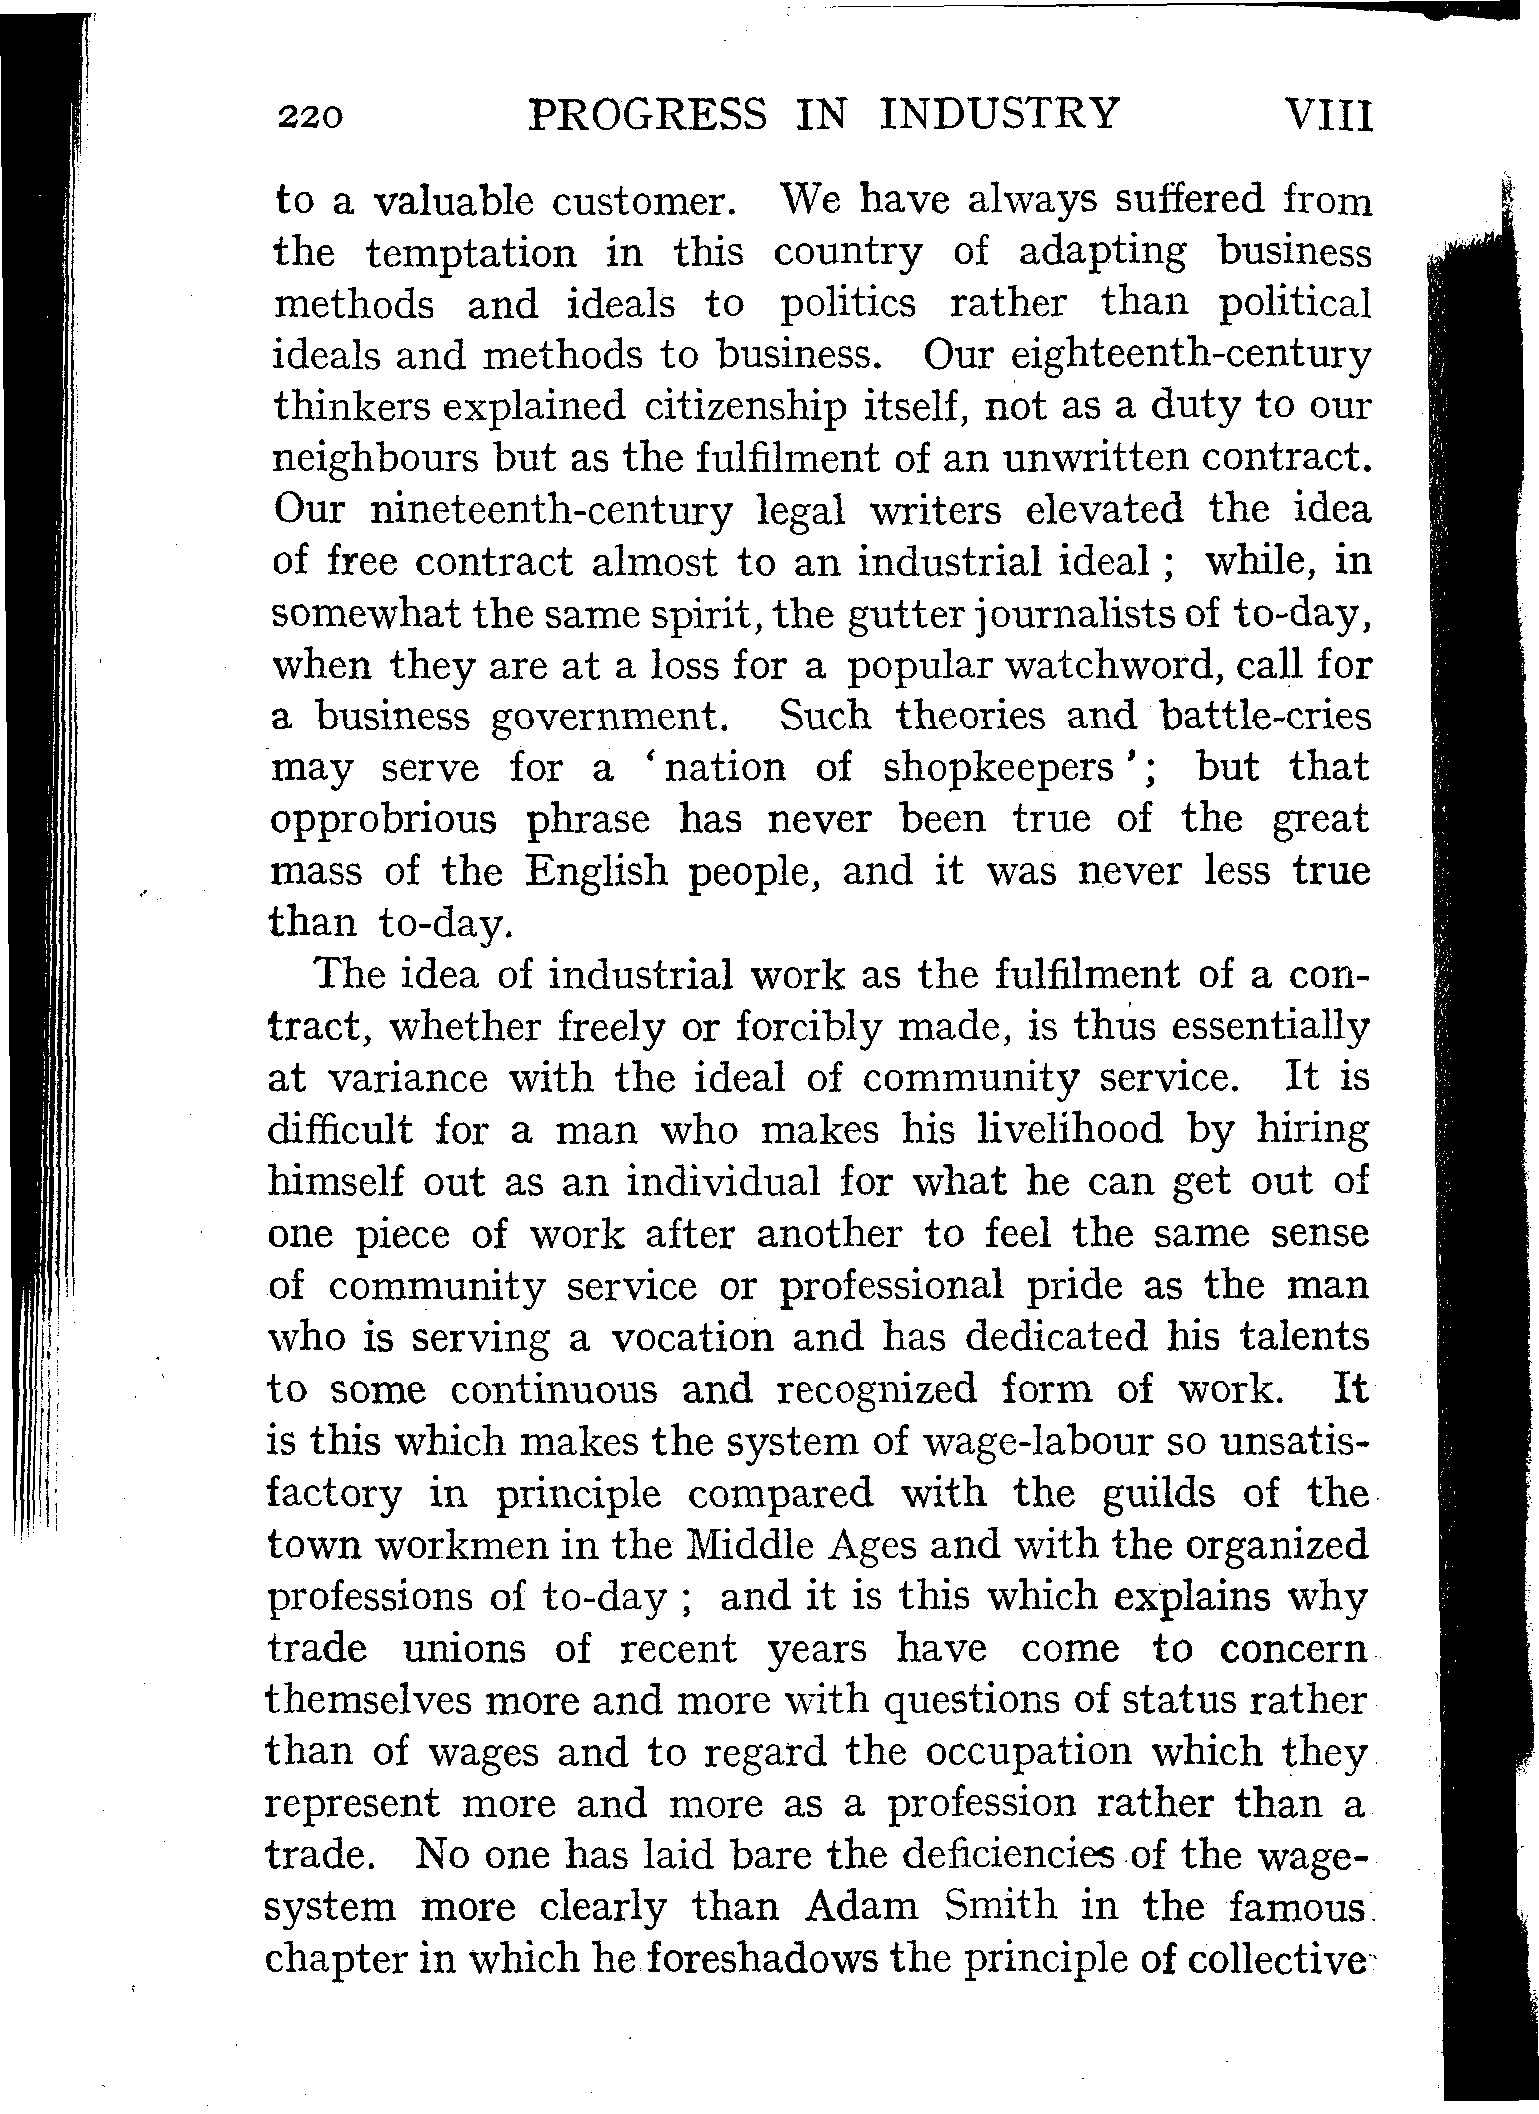 220 PROGRESS IN INDUSTRY VIII
to a valuable customer. We have always suffered from
the temptation in this country of adapting business
methods and ideals to politics rather than political
ideals and methods to business. Our eighteenth-century
thinkers explained citizenship itself, not as a duty to our
neighbours but as the fulfilment of an unwritten contract.
Our nineteenth-century legal writers elevated the idea
of free contract almost to an industrial ideal ; while, in
somewhat the same spirit, the gutter journalists of to-day,
when they are at a loss for a popular watchword, call for
a business government. Such theories and battle-cries
may serve for a ‘ nation of shopkeepers ’; but that
opprobrious phrase has never been true of the great
mass of the English people, and it was never less true
than to-day.
The idea of industrial work as the fulfilment of a con-
tract, whether freely or forcibly made, is thus essentially
at variance with the ideal of community service. It is
difficult for a man who makes his livelihood by hiring
himself out as an individual for what he can get out of
one piece of work after another to feel the same sense
of community service or professional pride as the man
who is serving a vocation and has dedicated his talents
to some continuous and recognized form of work. It
is this which makes the system of wage-labour so unsatis-
factory in principle compared with the guilds of the
town workmen in the Middle Ages and with the organized
professions of to-day ; and it is this which explains why
trade unions of recent years have come to concern
themselves more and more with questions of status rather
than of wages and to regard the occupation which they
represent more and more as a profession rather than a
trade. No one has laid bare the deficiencies of the wage-
system more clearly than Adam Smith in the famous
chapter in which he foreshadows the principle of collective